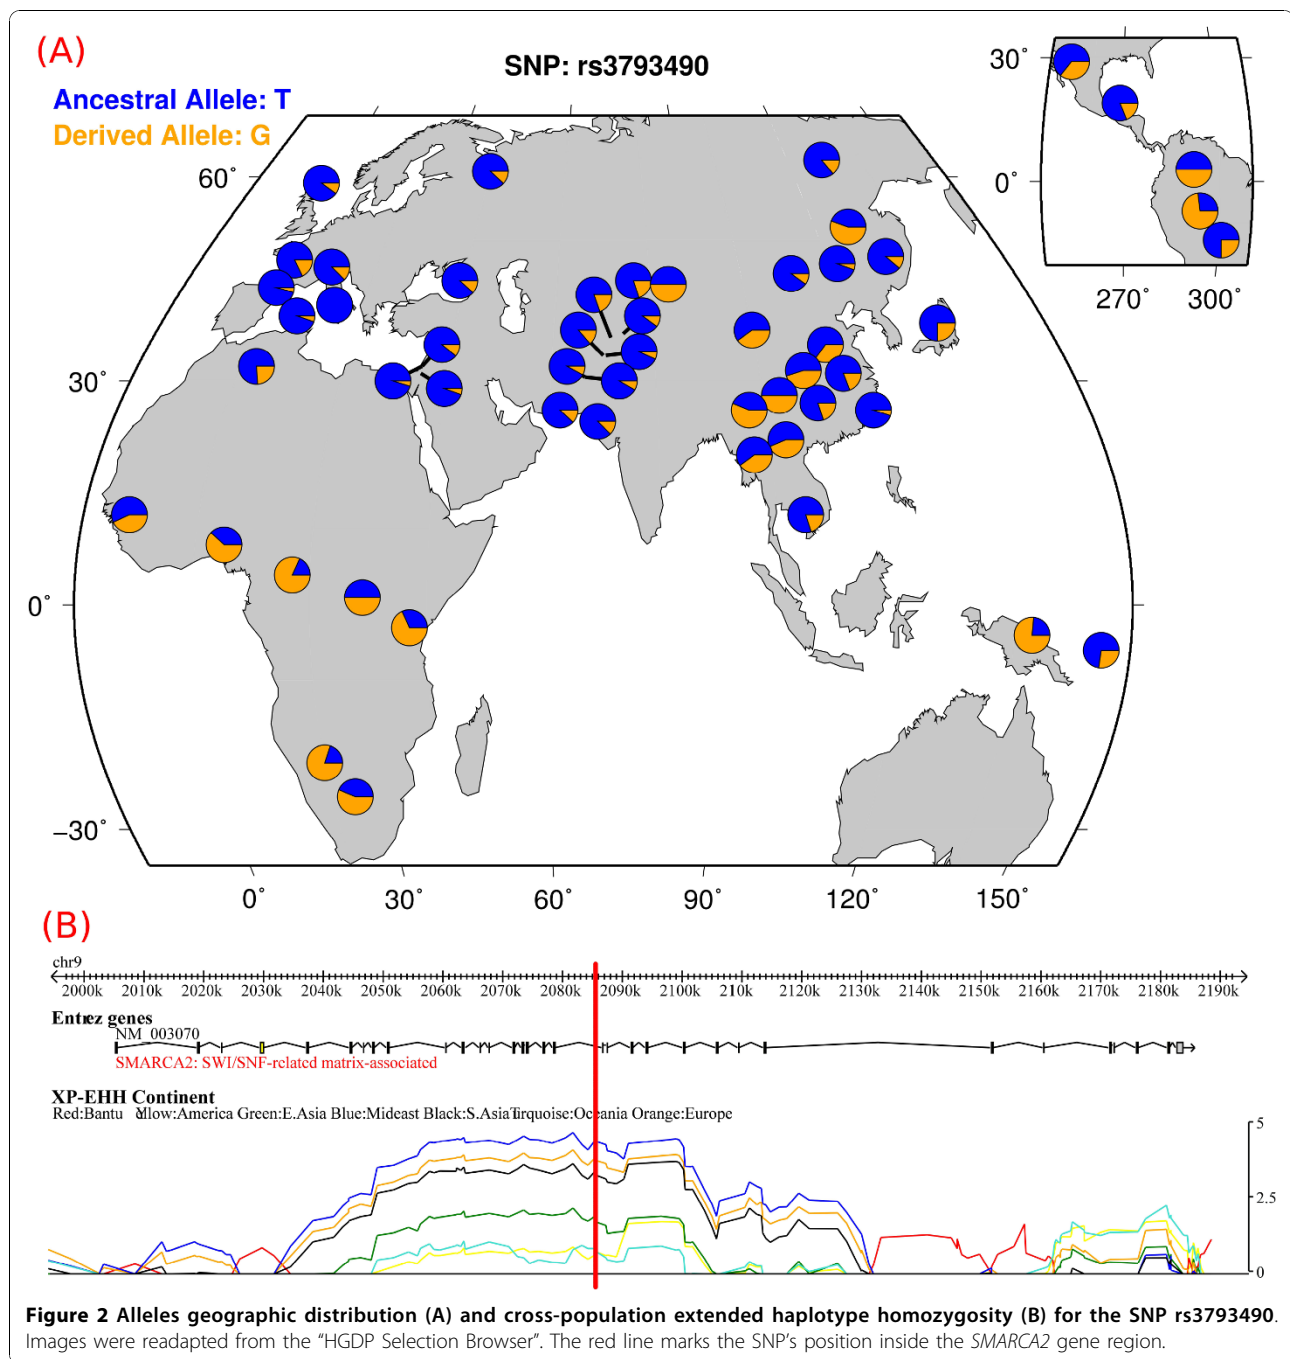 (A)
SNP: rs3793490
Ancestral Allele: T
Derived Allele: G
60°
30°
0°
−30°
0° 30° 60° 90° 120° 150°
30°
0°
270° 300°
(B)
chr9
2000k 2010k 2020k 2030k 2040k 2050k 2060k 2070k 2080k 2090k 2100k 210k 2120k 2130k 2140k 2150k 2160k 2170k 2180k 2190k
Entrez genes
NM_003070
SMARCA2: SWI/SNF-related matrix-associated
XP-EHH Continent
Red:Bantu Yellow:America Green:E.Asia Blue:Mideast Black:S.Asia Turquoise:Oceania Orange:Europe
5
2.5
0
Figure 2 Alleles geographic distribution (A) and cross-population extended haplotype homozygosity (B) for the SNP rs3793490.
Images were readapted from the “HGDP Selection Browser”. The red line marks the SNP’s position inside the SMARCA2 gene region.